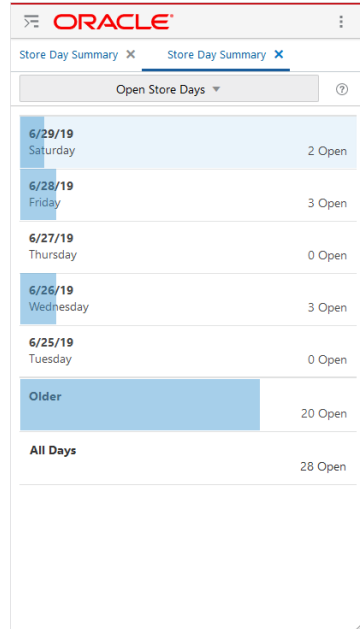 ORACLE
Store Day Summary ✕ Store Day Summary ✕
Open Store Days
6/29/19
Saturday
2 Open
6/28/19
Friday
3 Open
6/27/19
Thursday
0 Open
6/26/19
Wednesday
3 Open
6/25/19
Tuesday
0 Open
Older
20 Open
All Days
28 Open